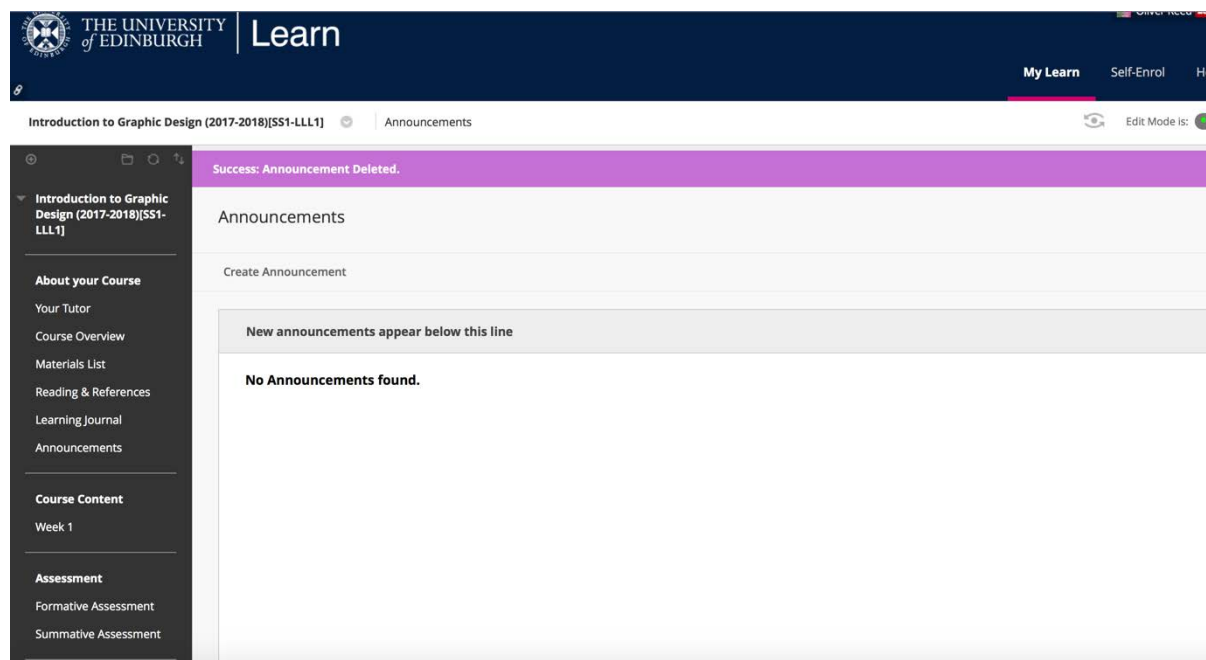 THE UNIVERSITY
of EDINBURGH
Learn
My Learn
Self-Enrol
Introduction to Graphic Design (2017-2018)[SS1-LLL1]
Announcements
Edit Mode is:
Success: Announcement Deleted.
Introduction to Graphic
Design (2017-2018)[SS1-
LLL1]
Announcements
Create Announcement
About your Course
Your Tutor
Course Overview
Materials List
Reading & References
Learning Journal
Announcements
New announcements appear below this line
No Announcements found.
Course Content
Week 1
Assessment
Formative Assessment
Summative Assessment